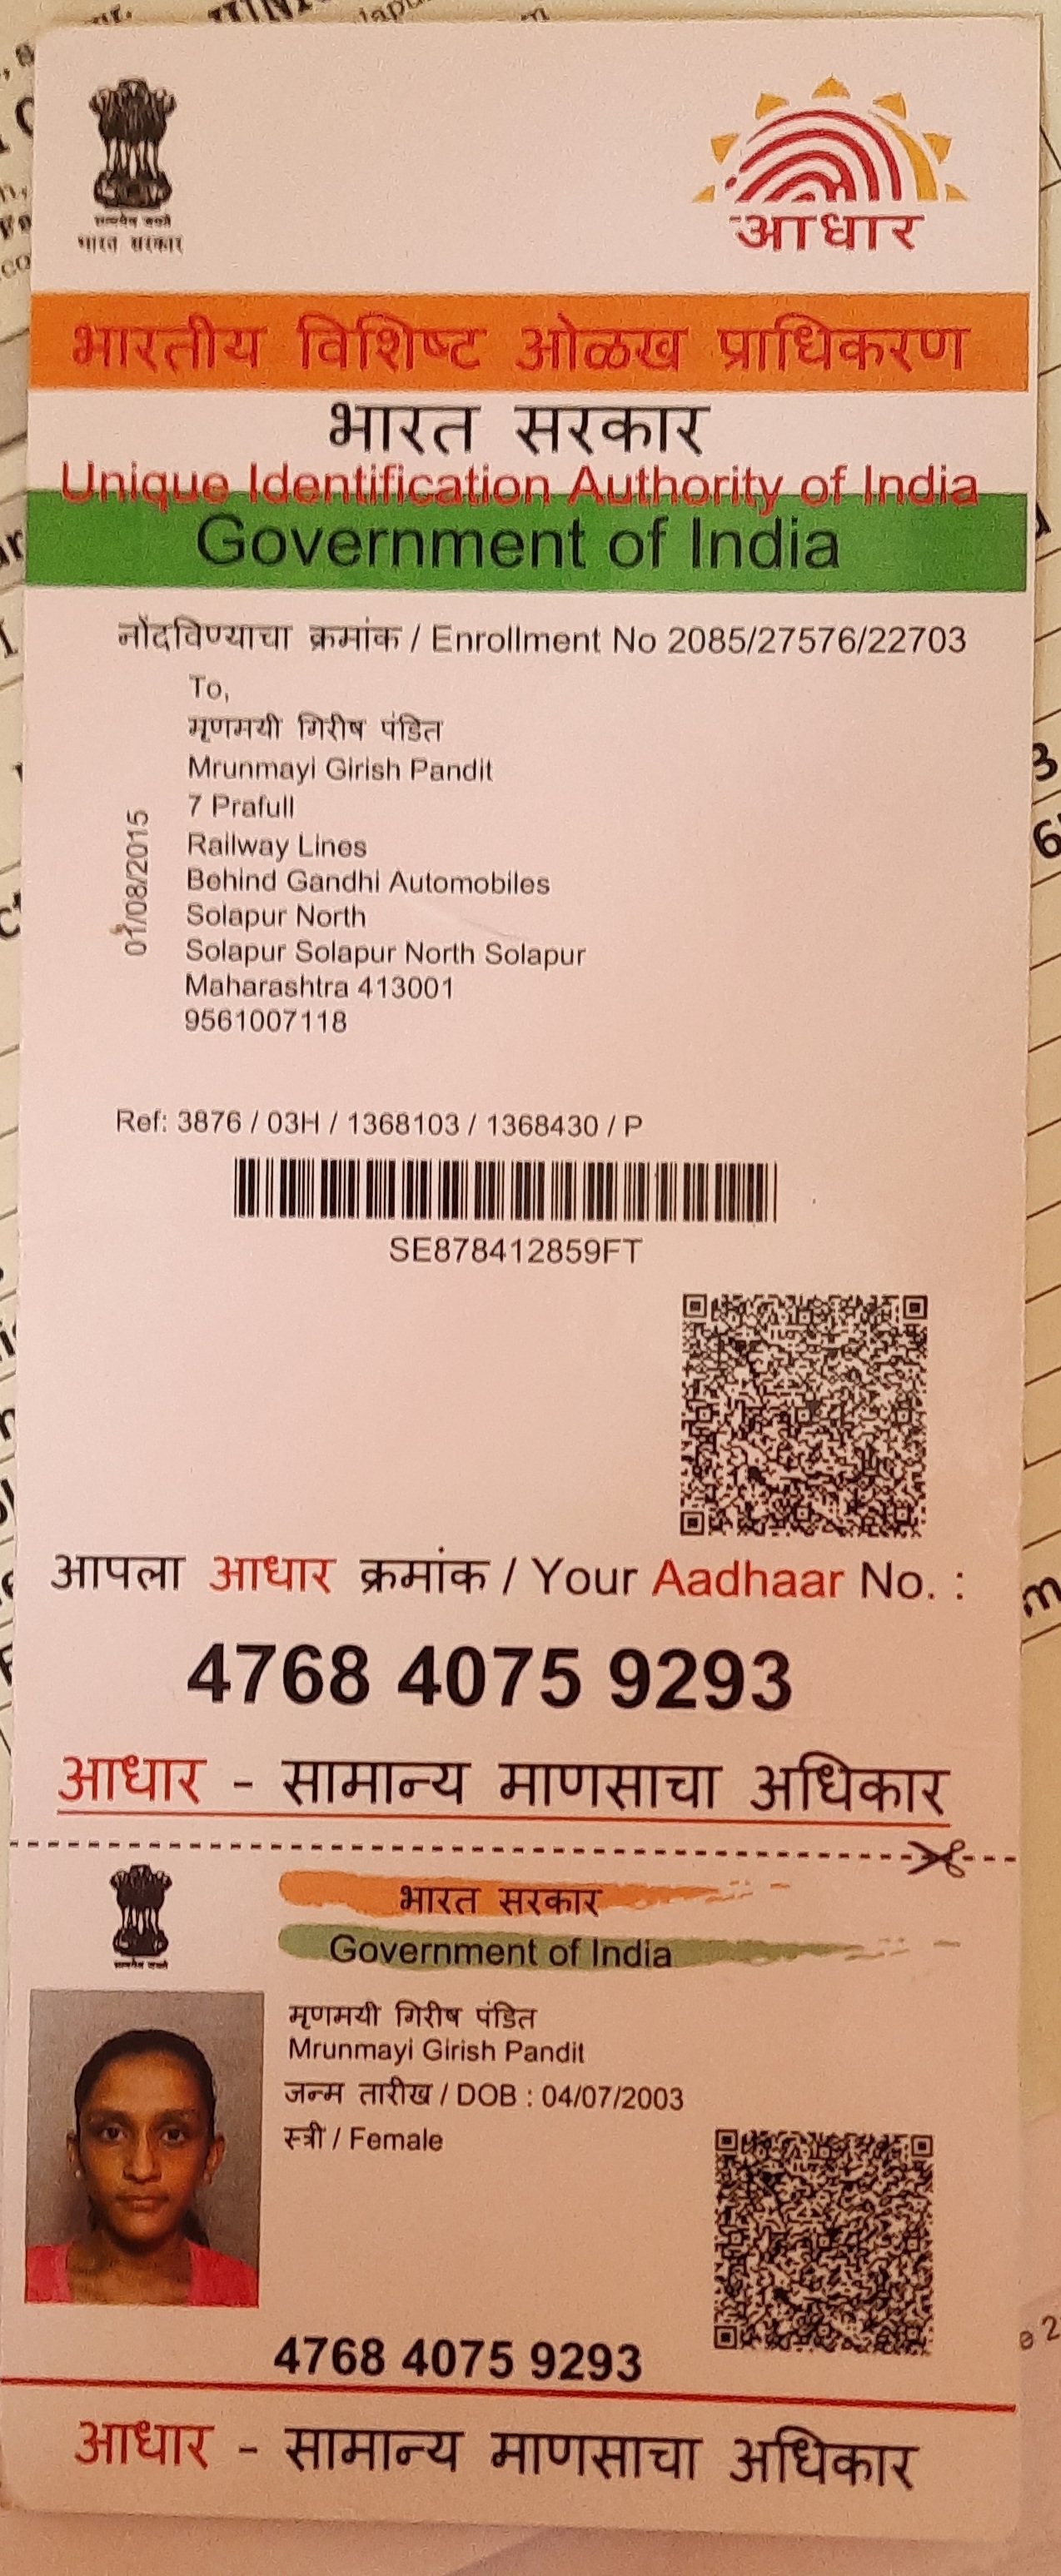 सत्यमेव जयते
भारत सरकार
आधार
भारतीय विशिष्ट ओळख प्राधिकरण
भारत सरकार
Unique Identification Authority of India
Government of India
नोंदविण्याचा क्रमांक / Enrollment No 2085/27576/22703
To,
मृणमयी गिरीष पंडित
Mrunmayi Girish Pandit
7 Prafull
Railway Lines
Behind Gandhi Automobiles
Solapur North
Solapur Solapur North Solapur
Maharashtra 413001
9561007118
01/08/2015
Ref: 3876 / 03H / 1368103 / 1368430 / P
SE878412859FT
आपला आधार क्रमांक / Your Aadhaar No. :
4768 4075 9293
आधार - सामान्य माणसाचा अधिकार
सत्यमेव जयते
भारत सरकार
Government of India
मृणमयी गिरीष पंडित
Mrunmayi Girish Pandit
जन्म तारीख / DOB : 04/07/2003
स्त्री / Female
4768 4075 9293
आधार - सामान्य माणसाचा अधिकार